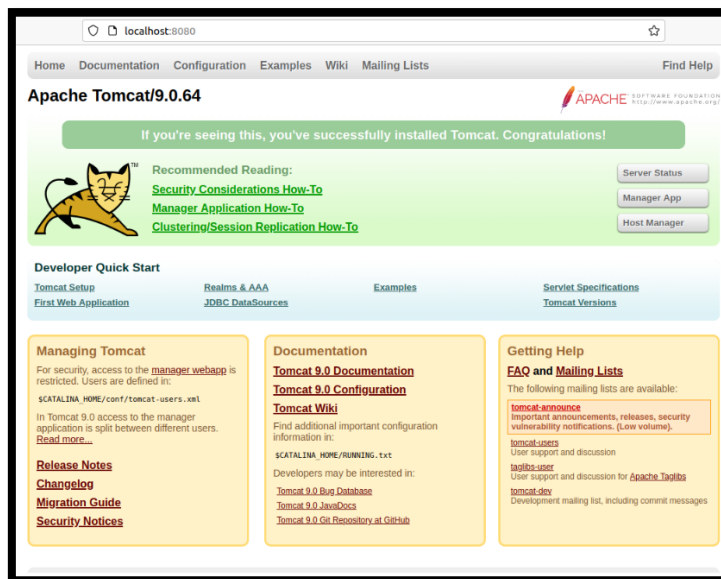 localhost:8080
Home Documentation Configuration Examples Wiki Mailing Lists Find Help
Apache Tomcat/9.0.64
APACHE SOFTWARE FOUNDATION
http://www.apache.org/
If you're seeing this, you've successfully installed Tomcat. Congratulations!
TM
Recommended Reading:
Security Considerations How-To
Manager Application How-To
Clustering/Session Replication How-To
Server Status
Manager App
Host Manager
Developer Quick Start
Tomcat Setup
First Web Application
Realms & AAA
JDBC DataSources
Examples
Servlet Specifications
Tomcat Versions
Managing Tomcat
For security, access to the manager webapp is
restricted. Users are defined in:
$CATALINA_HOME/conf/tomcat-users.xml
In Tomcat 9.0 access to the manager
application is split between different users.
Read more...
Release Notes
Changelog
Migration Guide
Security Notices
Documentation
Tomcat 9.0 Documentation
Tomcat 9.0 Configuration
Tomcat Wiki
Find additional important configuration
information in:
$CATALINA_HOME/RUNNING.txt
Developers may be interested in:
Tomcat 9.0 Bug Database
Tomcat 9.0 JavaDocs
Tomcat 9.0 Git Repository at GitHub
Getting Help
FAQ and Mailing Lists
The following mailing lists are available:
tomcat-announce
Important announcements, releases, security
vulnerability notifications. (Low volume).
tomcat-users
User support and discussion
taglibs-user
User support and discussion for Apache Taglibs
tomcat-dev
Development mailing list, including commit messages